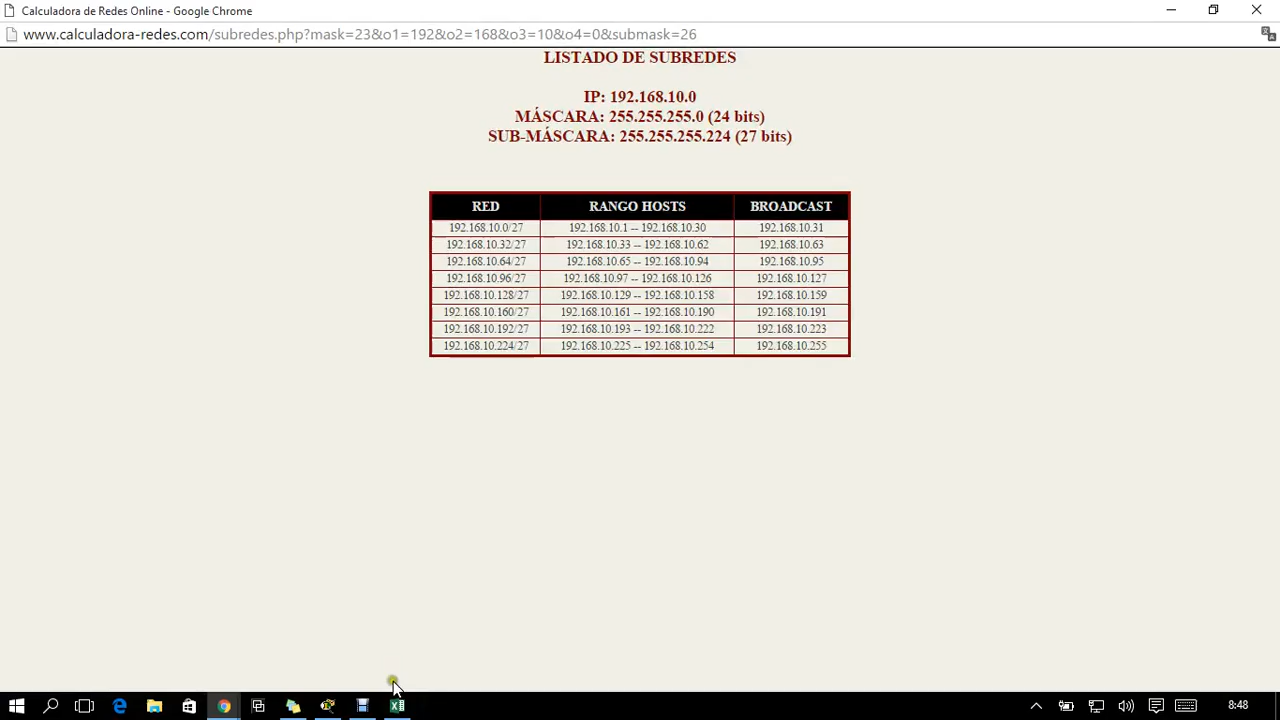 Calculadora de Redes Online - Google Chrome
www.calculadora-redes.com/subredes.php?mask=23&o1=192&o2=168&o3=10&o4=0&submask=26
LISTADO DE SUBREDES
IP: 192.168.10.0
MÁSCARA: 255.255.255.0 (24 bits)
SUB-MÁSCARA: 255.255.255.224 (27 bits)
RED RANGO HOSTS BROADCAST
192.168.10.0/27 192.168.10.1 -- 192.168.10.30 192.168.10.31
192.168.10.32/27 192.168.10.33 -- 192.168.10.62 192.168.10.63
192.168.10.64/27 192.168.10.65 -- 192.168.10.94 192.168.10.95
192.168.10.96/27 192.168.10.97 -- 192.168.10.126 192.168.10.127
192.168.10.128/27 192.168.10.129 -- 192.168.10.158 192.168.10.159
192.168.10.160/27 192.168.10.161 -- 192.168.10.190 192.168.10.191
192.168.10.192/27 192.168.10.193 -- 192.168.10.222 192.168.10.223
192.168.10.224/27 192.168.10.225 -- 192.168.10.254 192.168.10.255
8:48